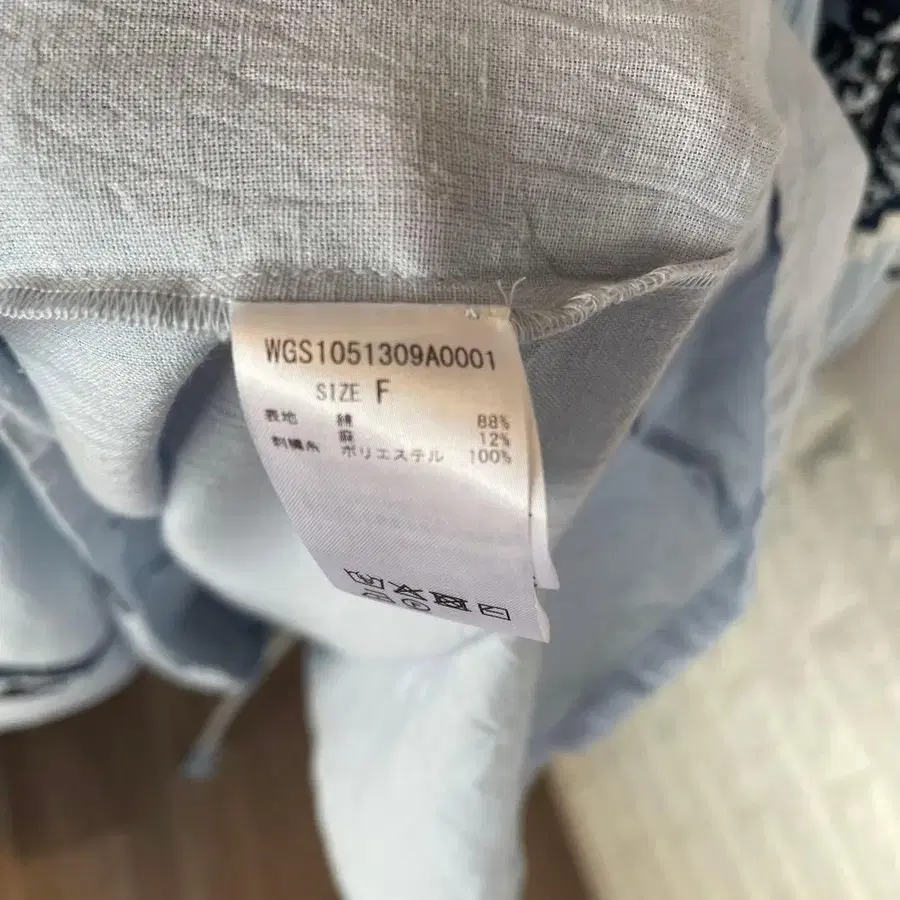 WGS1051309A0001
SIZE F
表地 綿 88%
麻 12%
刺繍糸 ポリエステル 100%